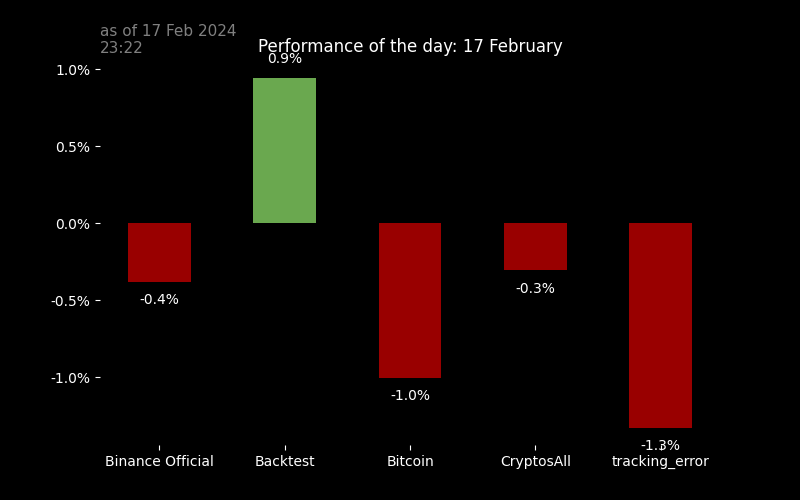 as of 17 Feb 2024
23:22
Performance of the day: 17 February
0.9%
1.0%
0.5%
0.0%
-0.5%
-1.0%
-0.4%
-1.0%
-0.3%
-1.3%
Binance Official
Backtest
Bitcoin
CryptosAll
tracking_error